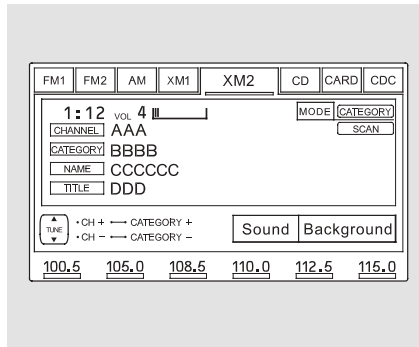 FM1 FM2 AM XM1 XM2 CD CARD CDC
1:12 VOL 4 MODE CATEGORY
CHANNEL AAA SCAN
CATEGORY BBBB
NAME CCCCCC
TITLE DDD
TUNE •CH + CATEGORY +
•CH − CATEGORY −
Sound Background
100.5 105.0 108.5 110.0 112.5 115.0